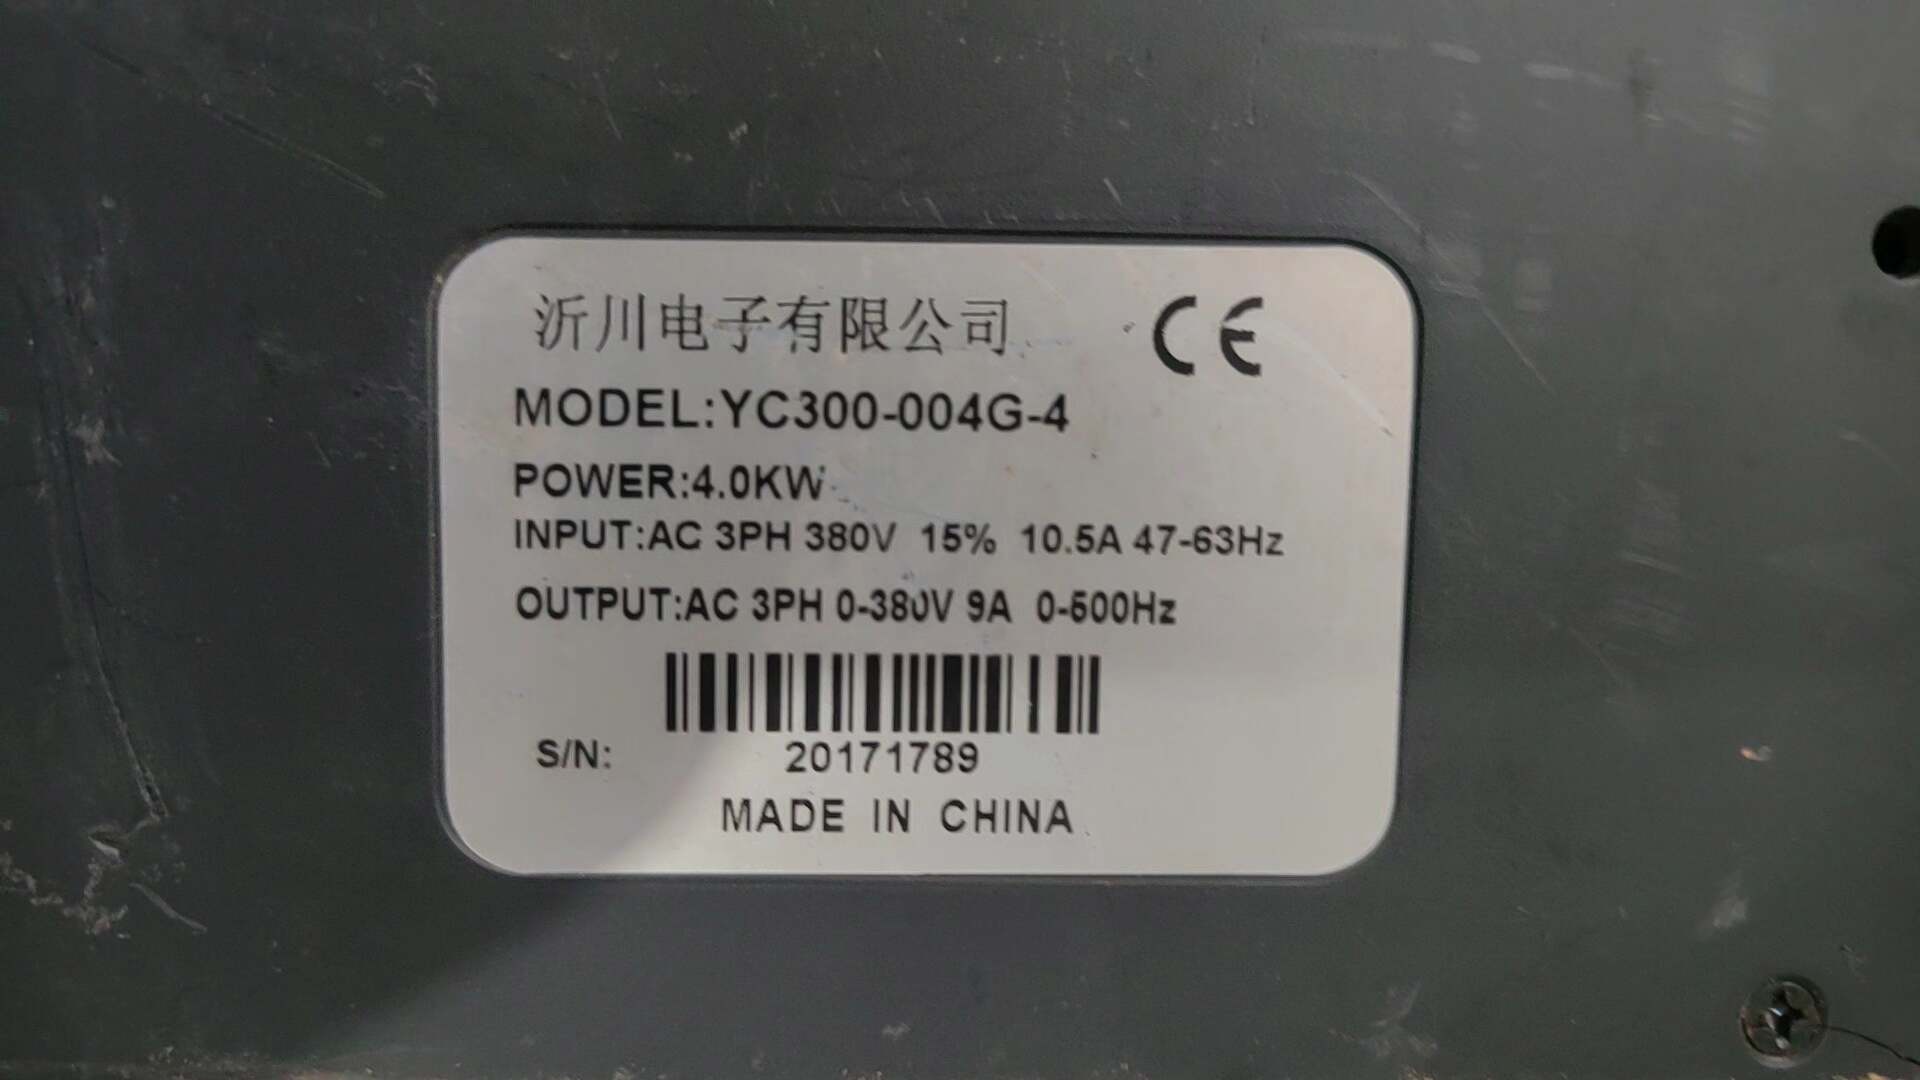 沂川电子有限公司 CE
MODEL:YC300-004G-4
POWER:4.0KW
INPUT:AC 3PH 380V 15% 10.5A 47-63Hz
OUTPUT:AC 3PH 0-380V 9A 0-600Hz
S/N: 20171789
MADE IN CHINA